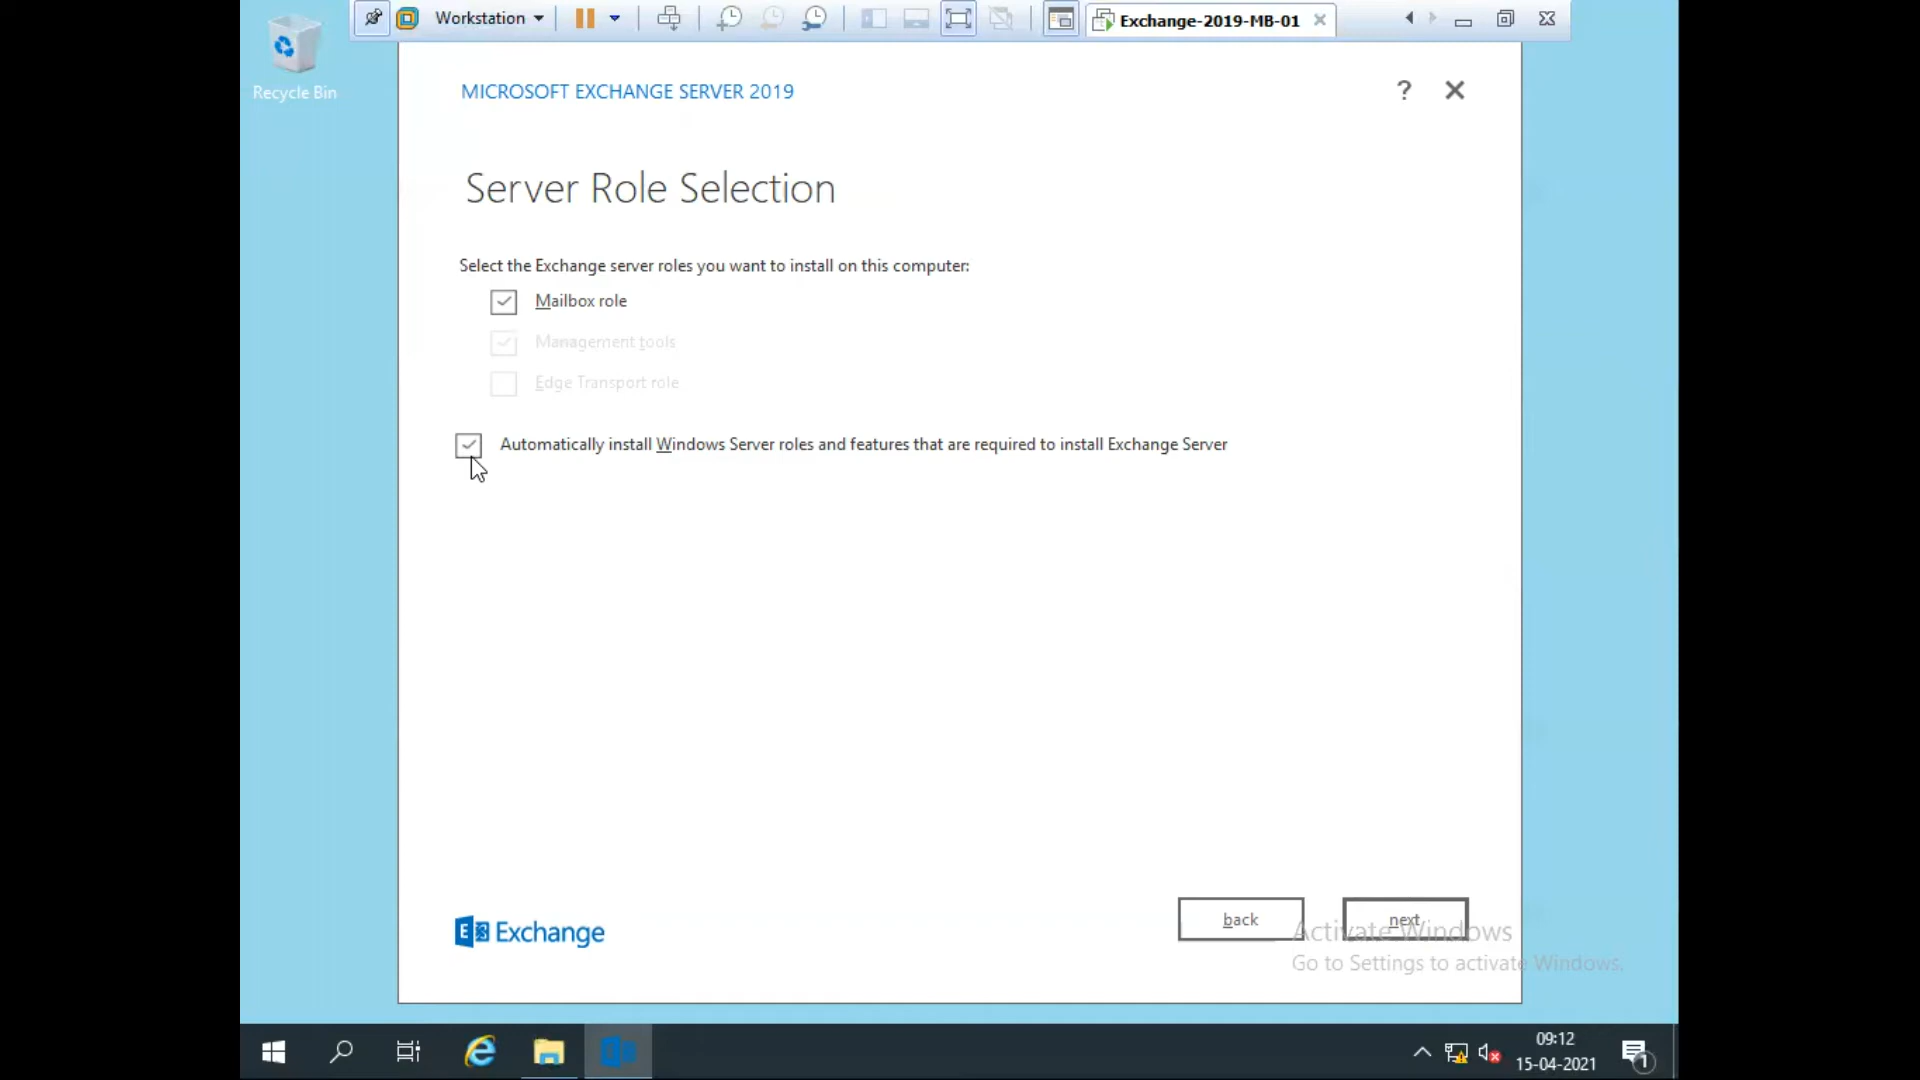 Workstation
Exchange-2019-MB-01
Recycle Bin
MICROSOFT EXCHANGE SERVER 2019
?
Server Role Selection
Select the Exchange server roles you want to install on this computer:
Mailbox role
Management tools
Edge Transport role
Automatically install Windows Server roles and features that are required to install Exchange Server
back
next
Activate Windows
Go to Settings to activate Windows.
Exchange
09:12
15-04-2021
1